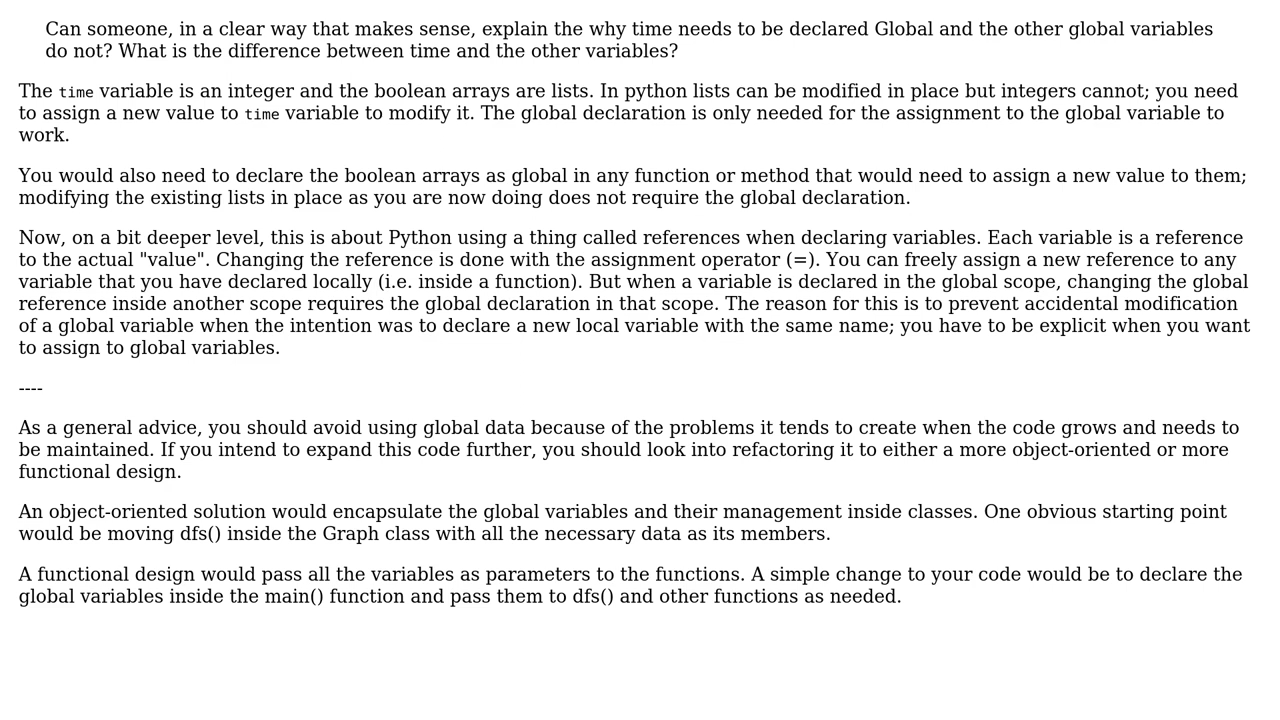 Can someone, in a clear way that makes sense, explain the why time needs to be declared Global and the other global variables
do not? What is the difference between time and the other variables?
The time variable is an integer and the boolean arrays are lists. In python lists can be modified in place but integers cannot; you need
to assign a new value to time variable to modify it. The global declaration is only needed for the assignment to the global variable to
work.
You would also need to declare the boolean arrays as global in any function or method that would need to assign a new value to them;
modifying the existing lists in place as you are now doing does not require the global declaration.
Now, on a bit deeper level, this is about Python using a thing called references when declaring variables. Each variable is a reference
to the actual "value". Changing the reference is done with the assignment operator (=). You can freely assign a new reference to any
variable that you have declared locally (i.e. inside a function). But when a variable is declared in the global scope, changing the global
reference inside another scope requires the global declaration in that scope. The reason for this is to prevent accidental modification
of a global variable when the intention was to declare a new local variable with the same name; you have to be explicit when you want
to assign to global variables.
----
As a general advice, you should avoid using global data because of the problems it tends to create when the code grows and needs to
be maintained. If you intend to expand this code further, you should look into refactoring it to either a more object-oriented or more
functional design.
An object-oriented solution would encapsulate the global variables and their management inside classes. One obvious starting point
would be moving dfs() inside the Graph class with all the necessary data as its members.
A functional design would pass all the variables as parameters to the functions. A simple change to your code would be to declare the
global variables inside the main() function and pass them to dfs() and other functions as needed.